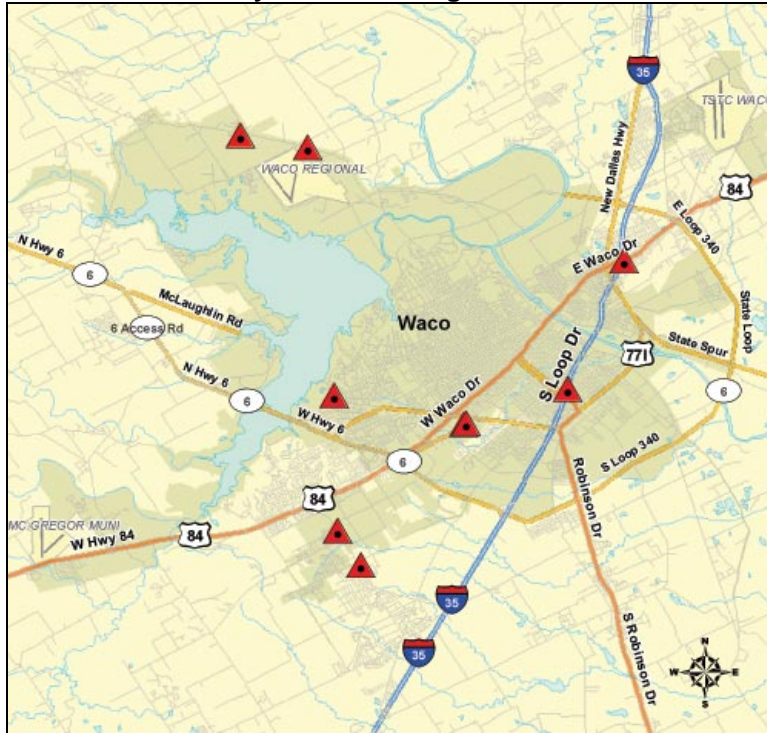 35
TSTC WACO
New Dallas Hwy
WACO REGIONAL
84
E Loop 340
N Hwy 6
6
E Waco Dr
McLaughlin Rd
State Loop
6 Access Rd
Waco
S Loop Dr
State Spur
771
N Hwy 6
6
6
W Waco Dr
W Hwy 6
6
S Loop 340
84
Robinson Dr
MC GREGOR MUNI
W Hwy 84
84
35
35
S Robinson Dr
N
W
E
S